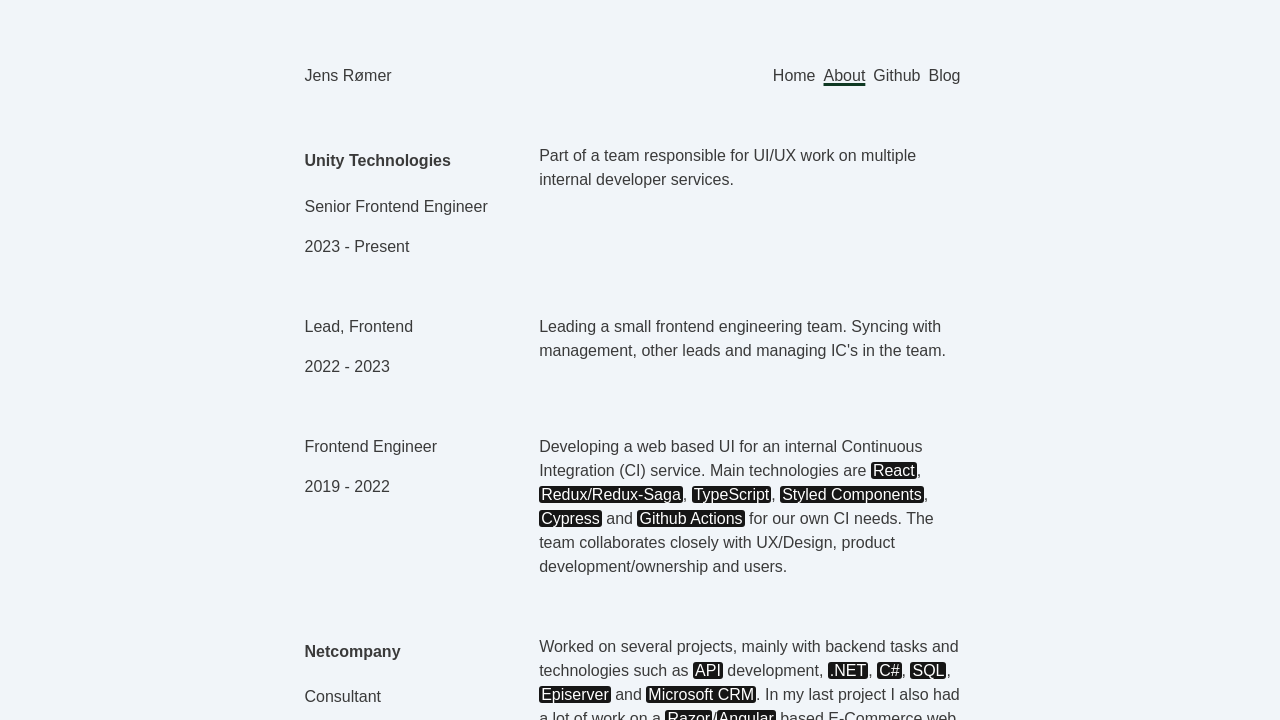 Jens Rømer
Home About Github Blog
Unity Technologies
Senior Frontend Engineer
2023 - Present
Part of a team responsible for UI/UX work on multiple
internal developer services.
Lead, Frontend
2022 - 2023
Leading a small frontend engineering team. Syncing with
management, other leads and managing IC's in the team.
Frontend Engineer
2019 - 2022
Developing a web based UI for an internal Continuous
Integration (CI) service. Main technologies are React,
Redux/Redux-Saga, TypeScript, Styled Components,
Cypress and Github Actions for our own CI needs. The
team collaborates closely with UX/Design, product
development/ownership and users.
Netcompany
Consultant
Worked on several projects, mainly with backend tasks and
technologies such as API development, .NET, C#, SQL,
Episerver and Microsoft CRM. In my last project I also had
a lot of work on a Razor/Angular based E-Commerce web